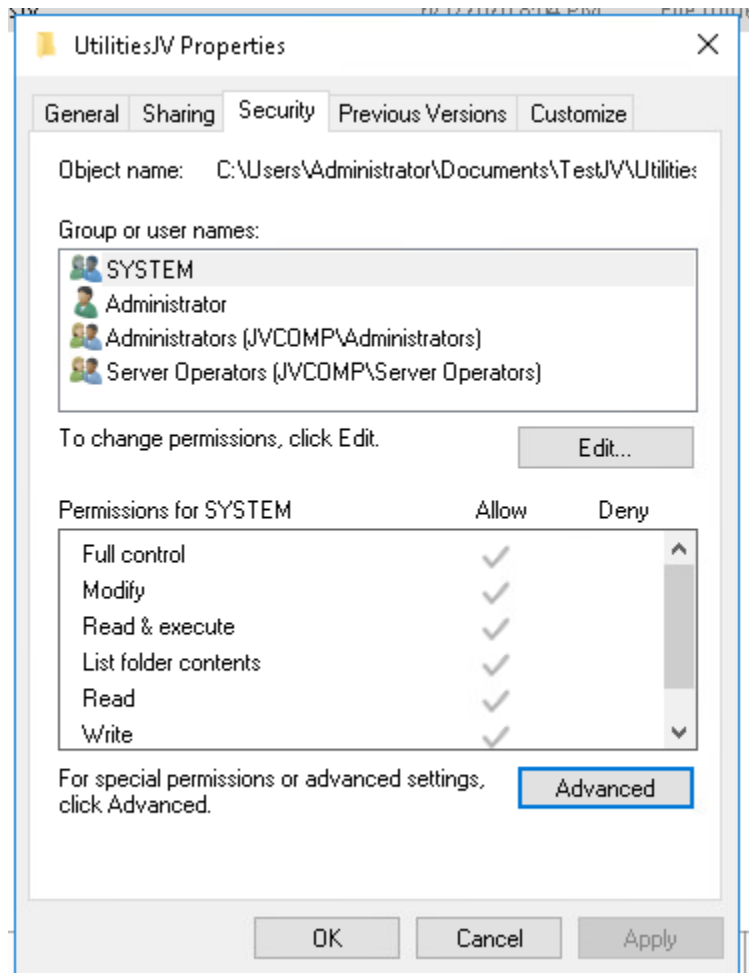 UtilitiesJV Properties
General Sharing Security Previous Versions Customize
Object name: C:\Users\Administrator\Documents\TestJV\Utilities
Group or user names:
SYSTEM
Administrator
Administrators (JVCOMP\Administrators)
Server Operators (JVCOMP\Server Operators)
To change permissions, click Edit.
Edit...
Permissions for SYSTEM Allow Deny
Full control
Modify
Read & execute
List folder contents
Read
Write
For special permissions or advanced settings,
click Advanced.
Advanced
OK Cancel Apply